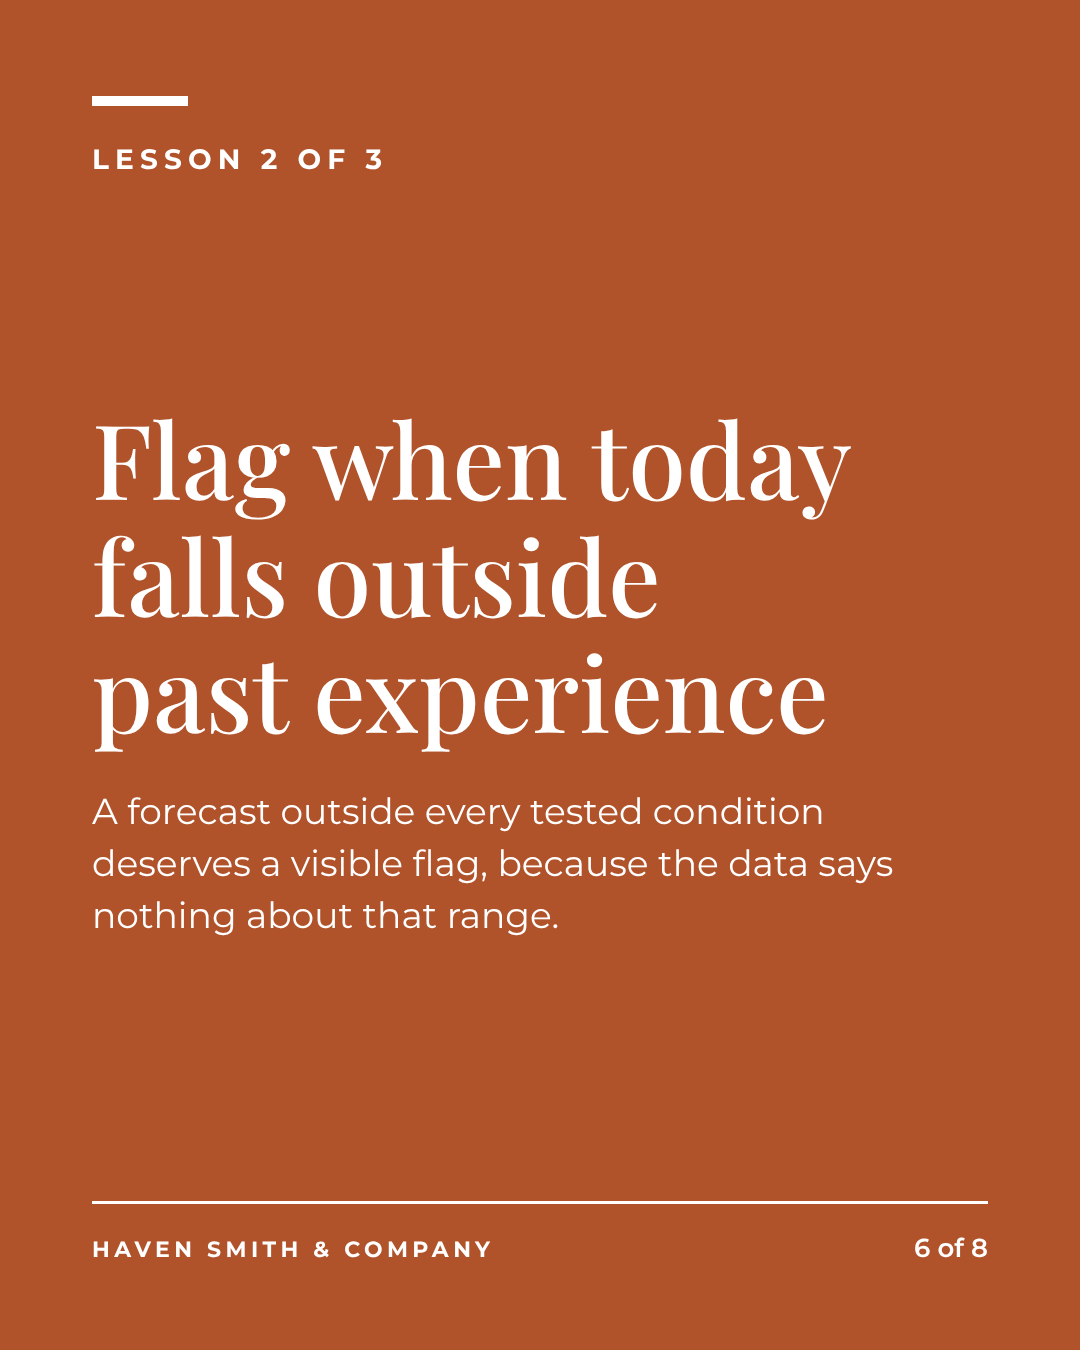 LESSON 2 OF 3
Flag when today
falls outside
past experience
A forecast outside every tested condition
deserves a visible flag, because the data says
nothing about that range.
HAVEN SMITH & COMPANY
6 of 8